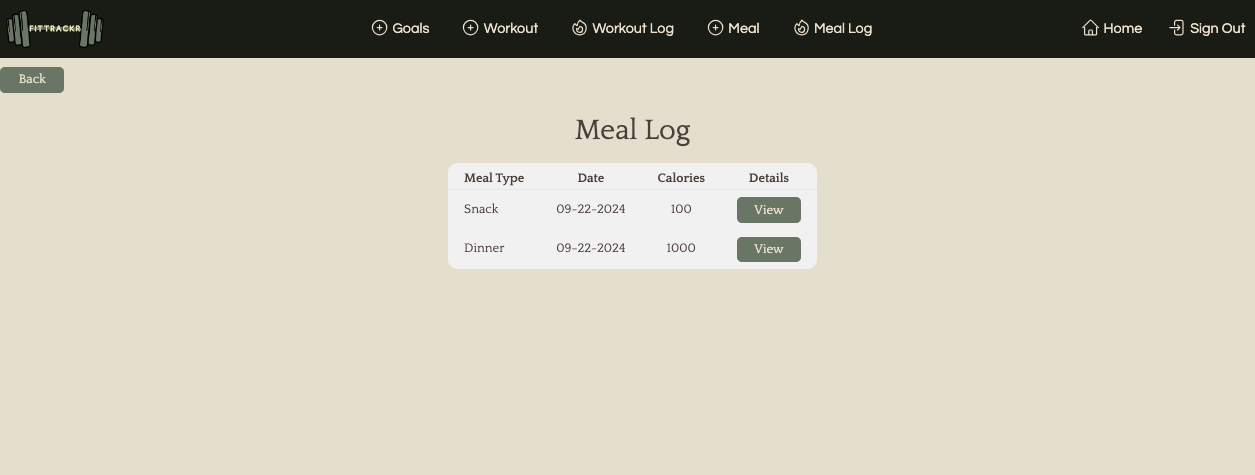 FITTRACKR Goals Workout Workout Log Meal Meal Log Home Sign Out
Back
Meal Log
Meal Type Date Calories Details
Snack 09-22-2024 100 View
Dinner 09-22-2024 1000 View